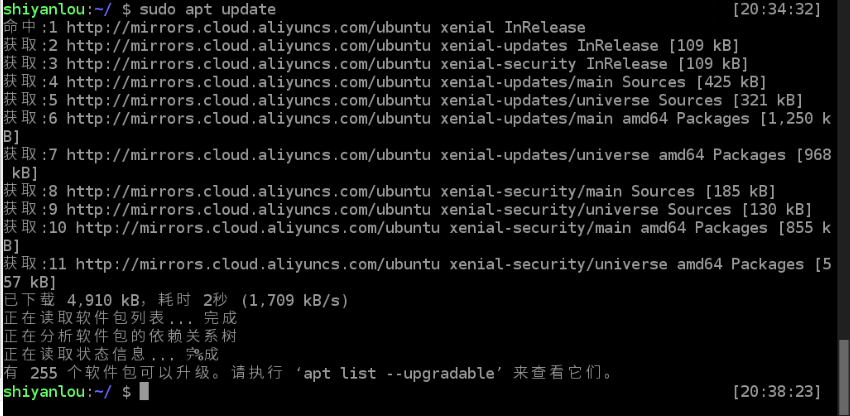 shiyanlou:~/ $ sudo apt update [20:34:32]
命中:1 http://mirrors.cloud.aliyuncs.com/ubuntu xenial InRelease
获取:2 http://mirrors.cloud.aliyuncs.com/ubuntu xenial-updates InRelease [109 kB]
获取:3 http://mirrors.cloud.aliyuncs.com/ubuntu xenial-security InRelease [109 kB]
获取:4 http://mirrors.cloud.aliyuncs.com/ubuntu xenial-updates/main Sources [425 kB]
获取:5 http://mirrors.cloud.aliyuncs.com/ubuntu xenial-updates/universe Sources [321 kB]
获取:6 http://mirrors.cloud.aliyuncs.com/ubuntu xenial-updates/main amd64 Packages [1,250 k
B]
获取:7 http://mirrors.cloud.aliyuncs.com/ubuntu xenial-updates/universe amd64 Packages [968
 kB]
获取:8 http://mirrors.cloud.aliyuncs.com/ubuntu xenial-security/main Sources [185 kB]
获取:9 http://mirrors.cloud.aliyuncs.com/ubuntu xenial-security/universe Sources [130 kB]
获取:10 http://mirrors.cloud.aliyuncs.com/ubuntu xenial-security/main amd64 Packages [855 k
B]
获取:11 http://mirrors.cloud.aliyuncs.com/ubuntu xenial-security/universe amd64 Packages [5
57 kB]
已下载 4,910 kB，耗时 2秒 (1,709 kB/s)
正在读取软件包列表... 完成
正在分析软件包的依赖关系树
正在读取状态信息... 完成
有 255 个软件包可以升级。请执行 ‘apt list --upgradable’ 来查看它们。
shiyanlou:~/ $ [20:38:23]